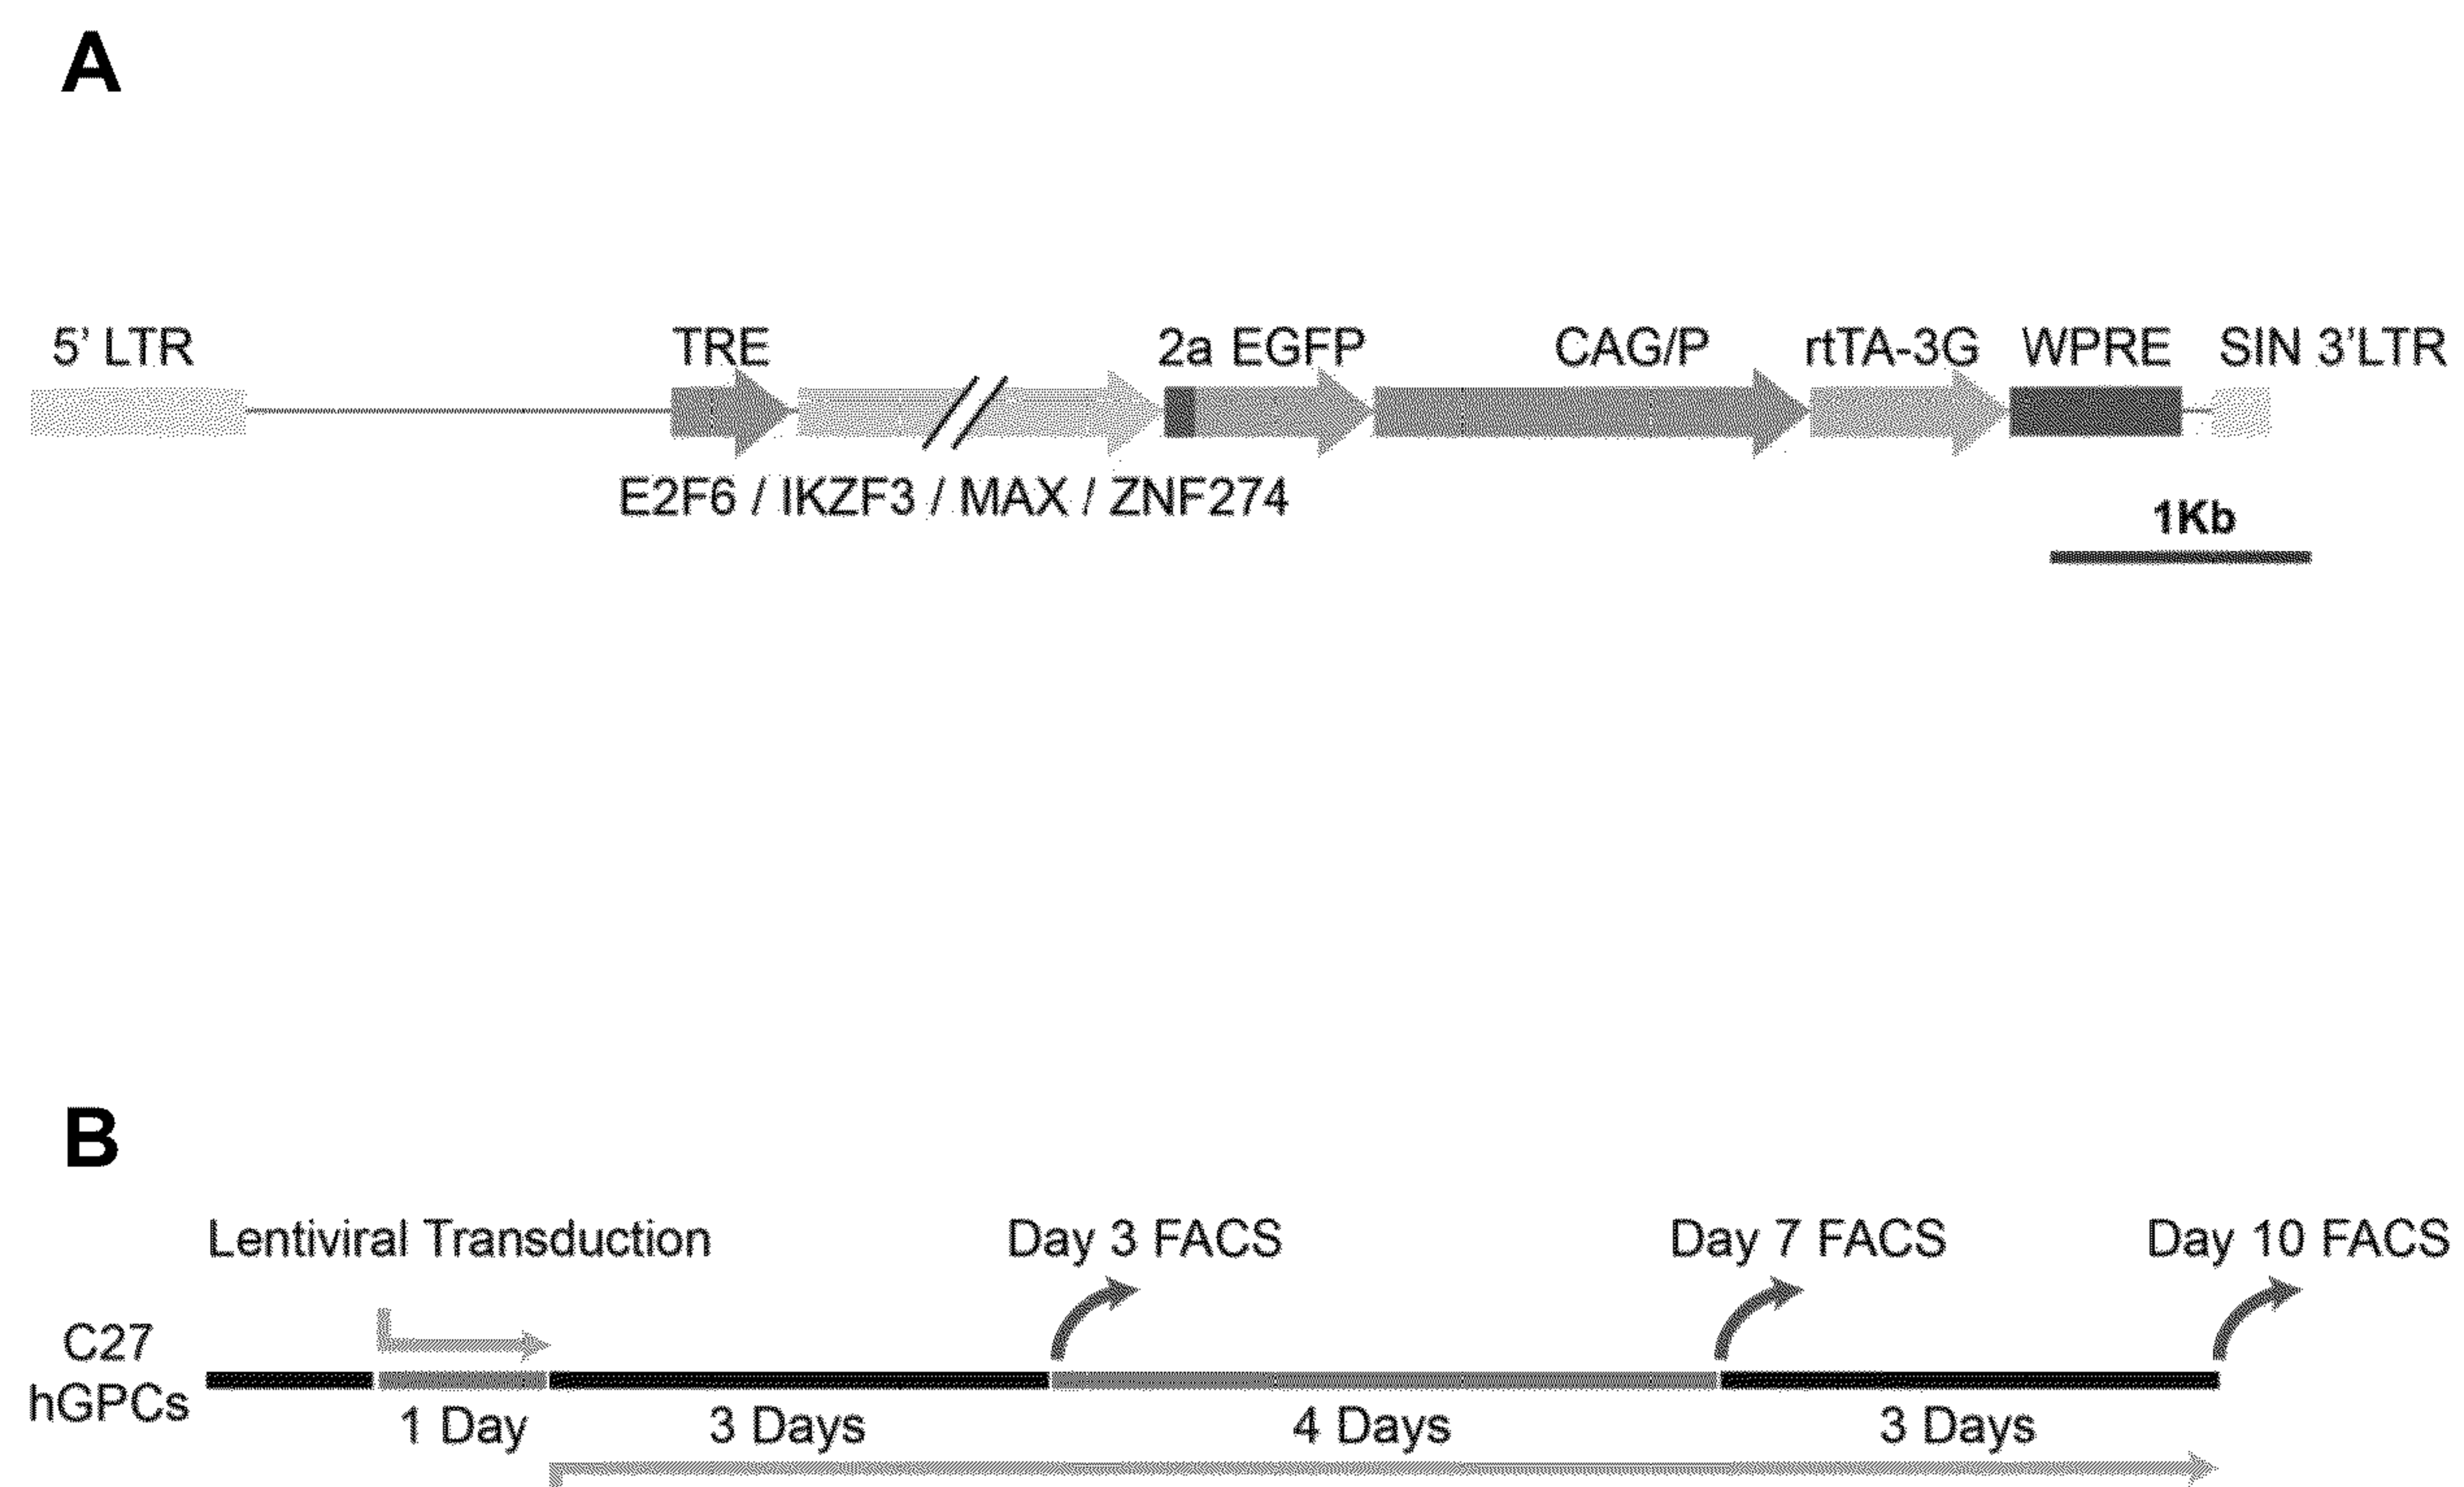 A
5' LTR TRE 2a EGFP CAG/P rtTA-3G WPRE SIN 3'LTR
E2F6 / IKZF3 / MAX / ZNF274
1Kb
B
Lentiviral Transduction Day 3 FACS Day 7 FACS Day 10 FACS
C27
hGPCs
1 Day 3 Days 4 Days 3 Days